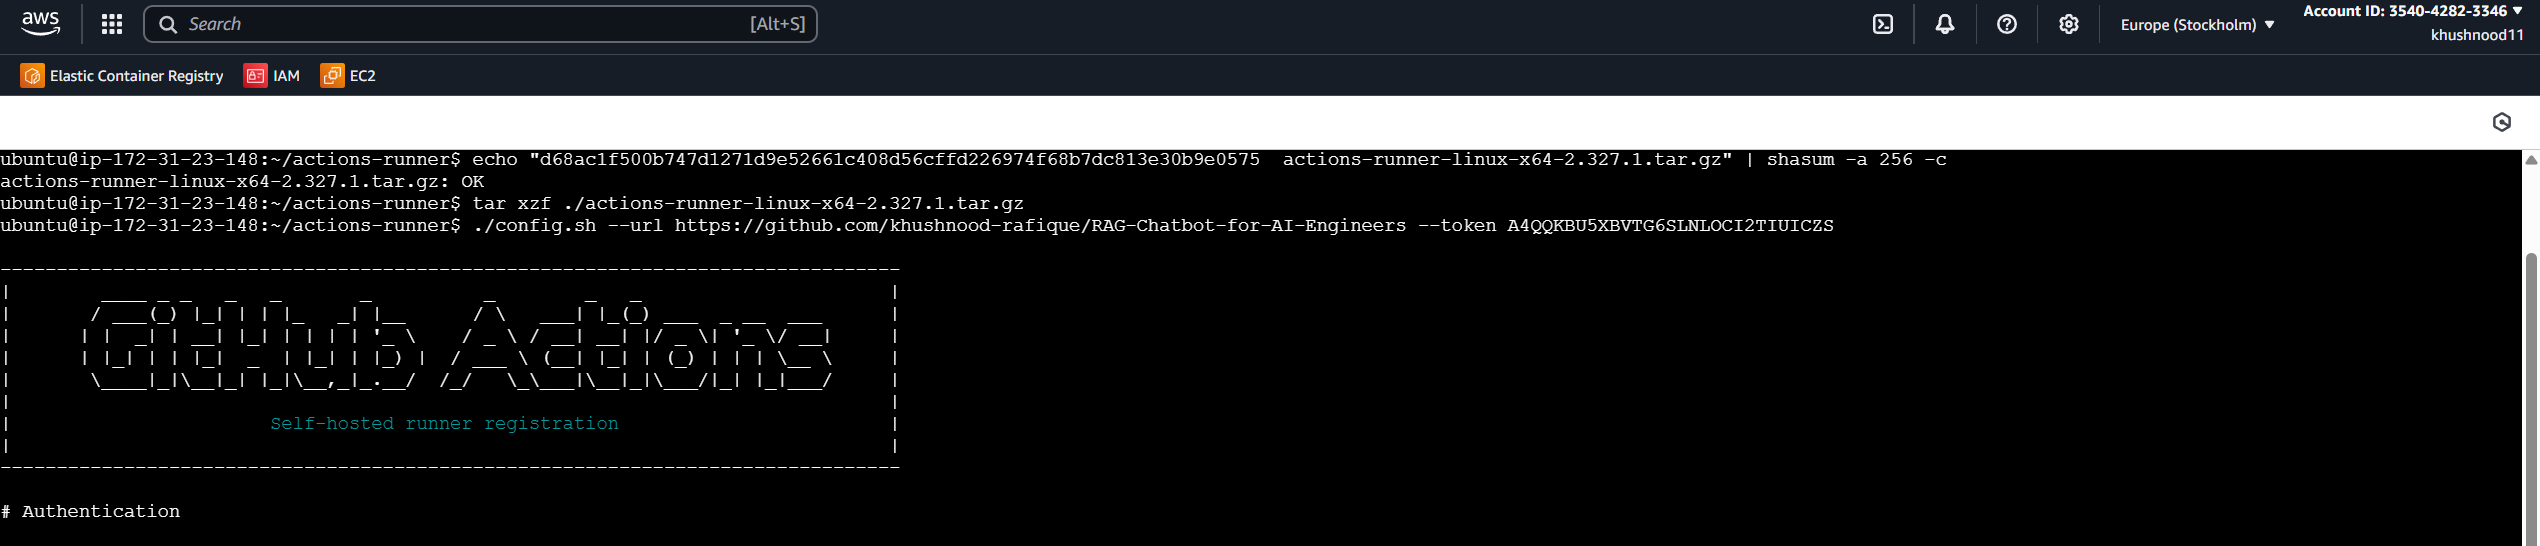 aws
Search [Alt+S]
Europe (Stockholm)
Account ID: 3540-4282-3346
khushnood11
Elastic Container Registry
IAM
EC2
ubuntu@ip-172-31-23-148:~/actions-runner$ echo "d68ac1f500b747d1271d9e52661c408d56cffd226974f68b7dc813e30b9e0575  actions-runner-linux-x64-2.327.1.tar.gz" | shasum -a 256 -c
actions-runner-linux-x64-2.327.1.tar.gz: OK
ubuntu@ip-172-31-23-148:~/actions-runner$ tar xzf ./actions-runner-linux-x64-2.327.1.tar.gz
ubuntu@ip-172-31-23-148:~/actions-runner$ ./config.sh --url https://github.com/khushnood-rafique/RAG-Chatbot-for-AI-Engineers --token A4QQKBU5XBVTG6SLNLOCI2TIUICZS
GitHub Actions
Self-hosted runner registration
# Authentication